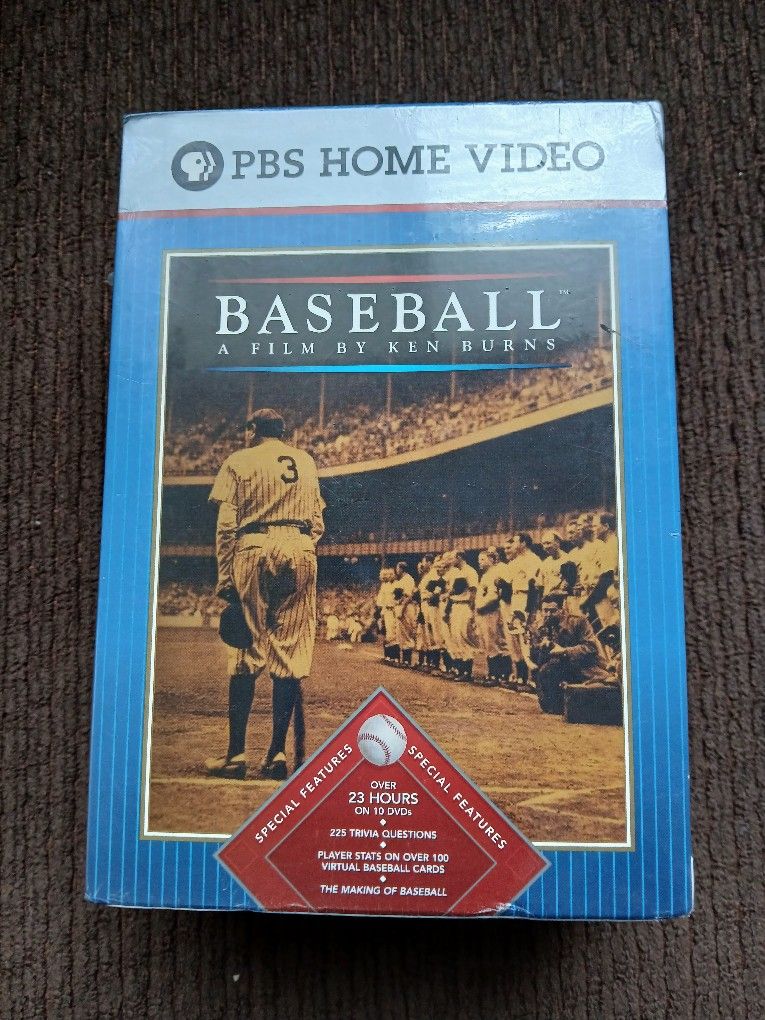 PBS HOME VIDEO
BASEBALL™
A FILM BY KEN BURNS
3
SPECIAL FEATURES
SPECIAL FEATURES
OVER
23 HOURS
ON 10 DVDs
225 TRIVIA QUESTIONS
PLAYER STATS ON OVER 100
VIRTUAL BASEBALL CARDS
THE MAKING OF BASEBALL